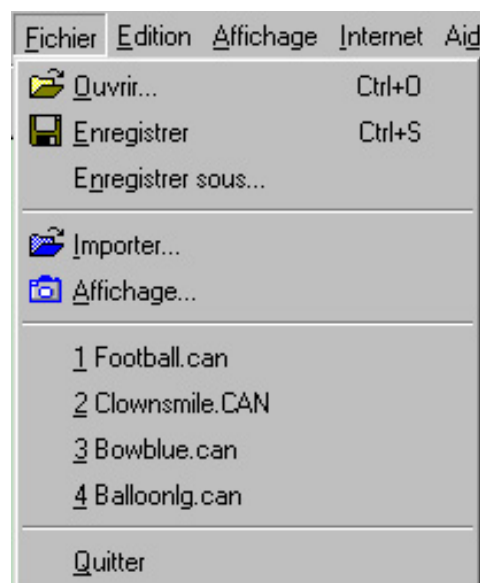 Fichier Edition Affichage Internet Aid
Ouvrir... Ctrl+O
Enregistrer Ctrl+S
Enregistrer sous...
Importer...
Affichage...
1 Football.can
2 Clownsmile.CAN
3 Bowblue.can
4 Balloonlg.can
Quitter